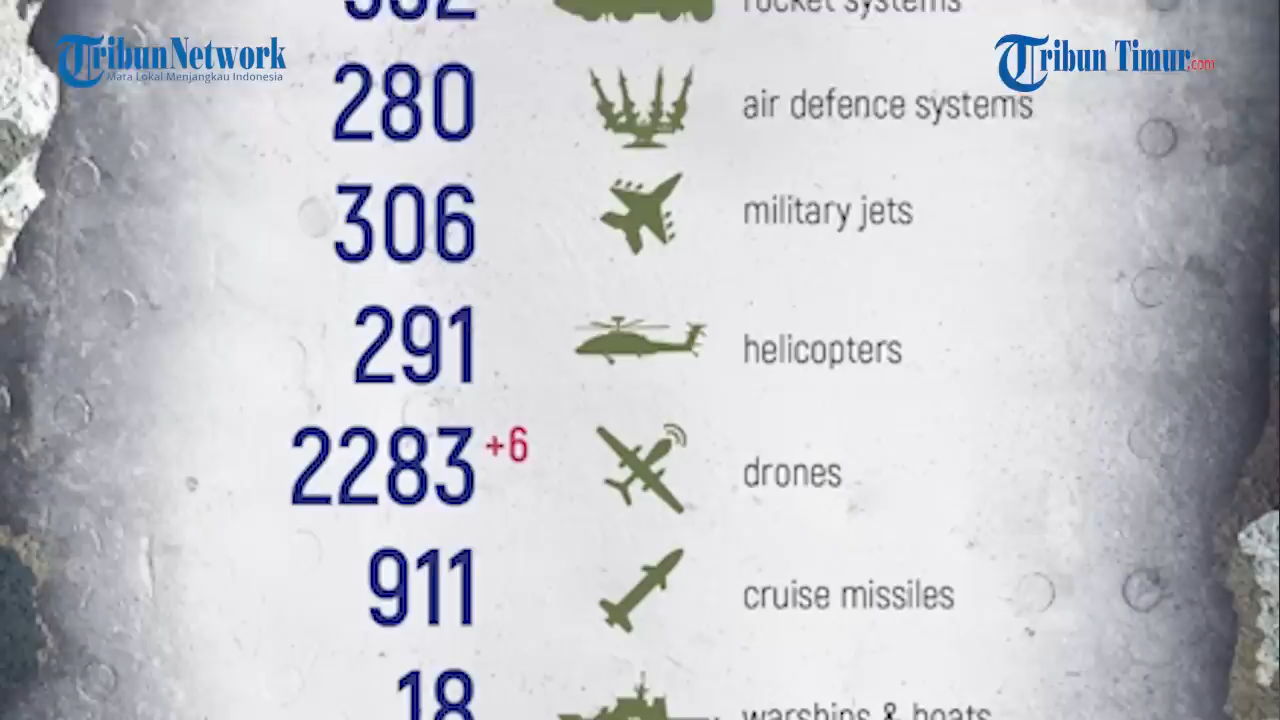 TribunNetwork
Mata Lokal Menjangkau Indonesia
Tribun Timur.com
rocket systems
280 air defence systems
306 military jets
291 helicopters
2283 +6 drones
911 cruise missiles
18 warships & boats